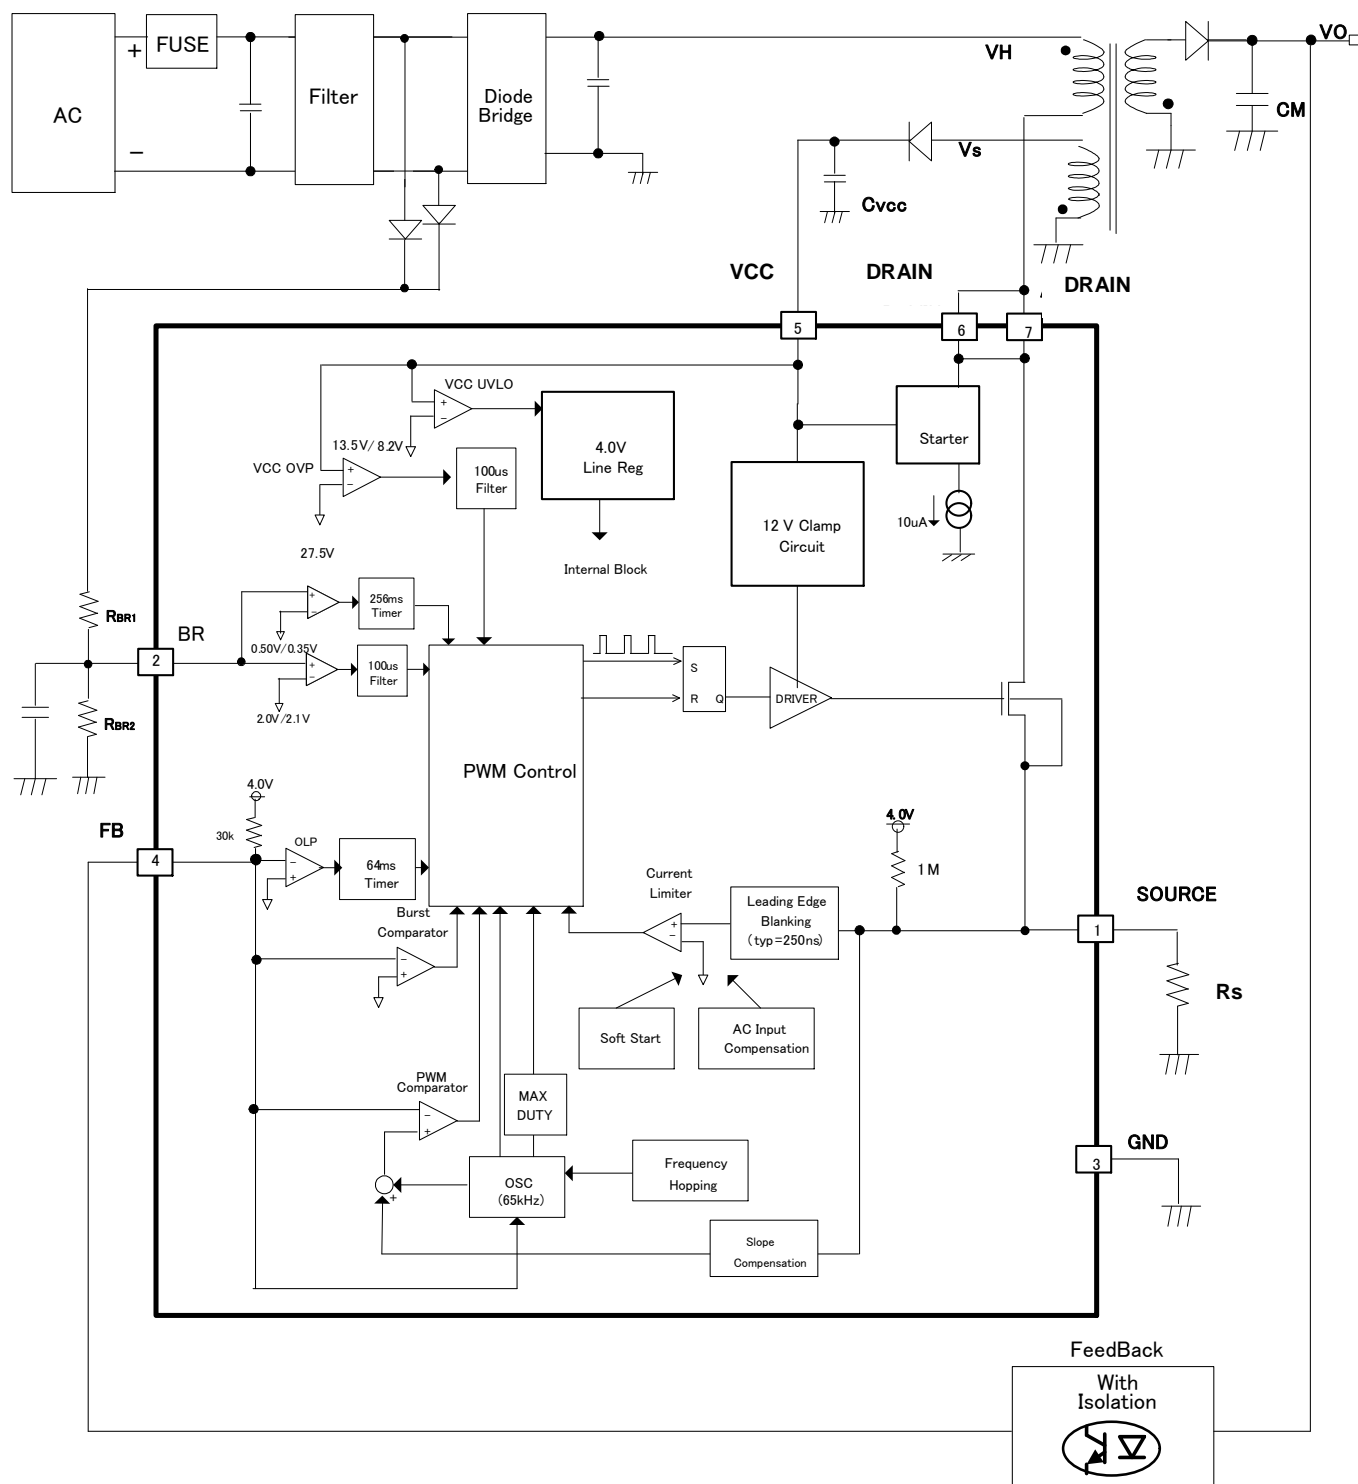 FUSE
+
AC
−
Filter
Diode
Bridge
VH
VO
CM
Vs
Cvcc
VCC
DRAIN
DRAIN
5
6
7
VCC UVLO
+
−
13.5V/8.2V
4.0V
Line Reg
Starter
VCC OVP
+
−
100us
Filter
27.5V
Internal Block
12 V Clamp
Circuit
10uA
RBR1
BR
2
+
−
256ms
Timer
0.50V/0.35V
+
−
100us
Filter
2.0V/2.1V
RBR2
S
R
Q
DRIVER
PWM Control
4.0V
30k
FB
4
OLP
−
+
64ms
Timer
4.0V
1M
Current
Limiter
+
−
Leading Edge
Blanking
(typ=250ns)
SOURCE
1
Rs
Burst
Comparator
−
+
Soft Start
AC Input
Compensation
PWM
Comparator
−
+
MAX
DUTY
GND
3
+
OSC
(65kHz)
Frequency
Hopping
Slope
Compensation
FeedBack
With
Isolation